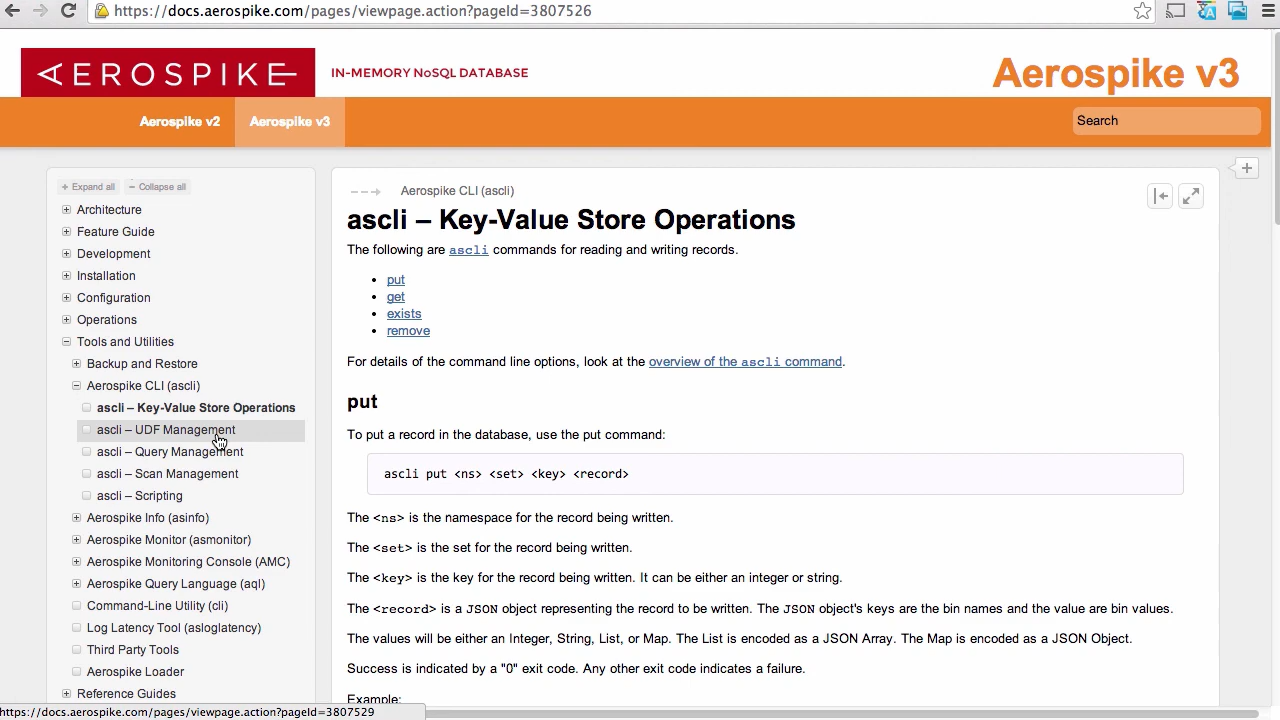 https://docs.aerospike.com/pages/viewpage.action?pageId=3807526
AEROSPIKE
IN-MEMORY NoSQL DATABASE
Aerospike v3
Aerospike v2
Aerospike v3
Search
+ Expand all
− Collapse all
Architecture
Feature Guide
Development
Installation
Configuration
Operations
Tools and Utilities
Backup and Restore
Aerospike CLI (ascli)
ascli – Key-Value Store Operations
ascli – UDF Management
ascli – Query Management
ascli – Scan Management
ascli – Scripting
Aerospike Info (asinfo)
Aerospike Monitor (asmonitor)
Aerospike Monitoring Console (AMC)
Aerospike Query Language (aql)
Command-Line Utility (cli)
Log Latency Tool (asloglatency)
Third Party Tools
Aerospike Loader
Reference Guides
Aerospike CLI (ascli)
ascli – Key-Value Store Operations
The following are ascli commands for reading and writing records.
• put
• get
• exists
• remove
For details of the command line options, look at the overview of the ascli command.
put
To put a record in the database, use the put command:
ascli put <ns> <set> <key> <record>
The <ns> is the namespace for the record being written.
The <set> is the set for the record being written.
The <key> is the key for the record being written. It can be either an integer or string.
The <record> is a JSON object representing the record to be written. The JSON object's keys are the bin names and the value are bin values.
The values will be either an Integer, String, List, or Map. The List is encoded as a JSON Array. The Map is encoded as a JSON Object.
Success is indicated by a "0" exit code. Any other exit code indicates a failure.
Example:
https://docs.aerospike.com/pages/viewpage.action?pageId=3807529